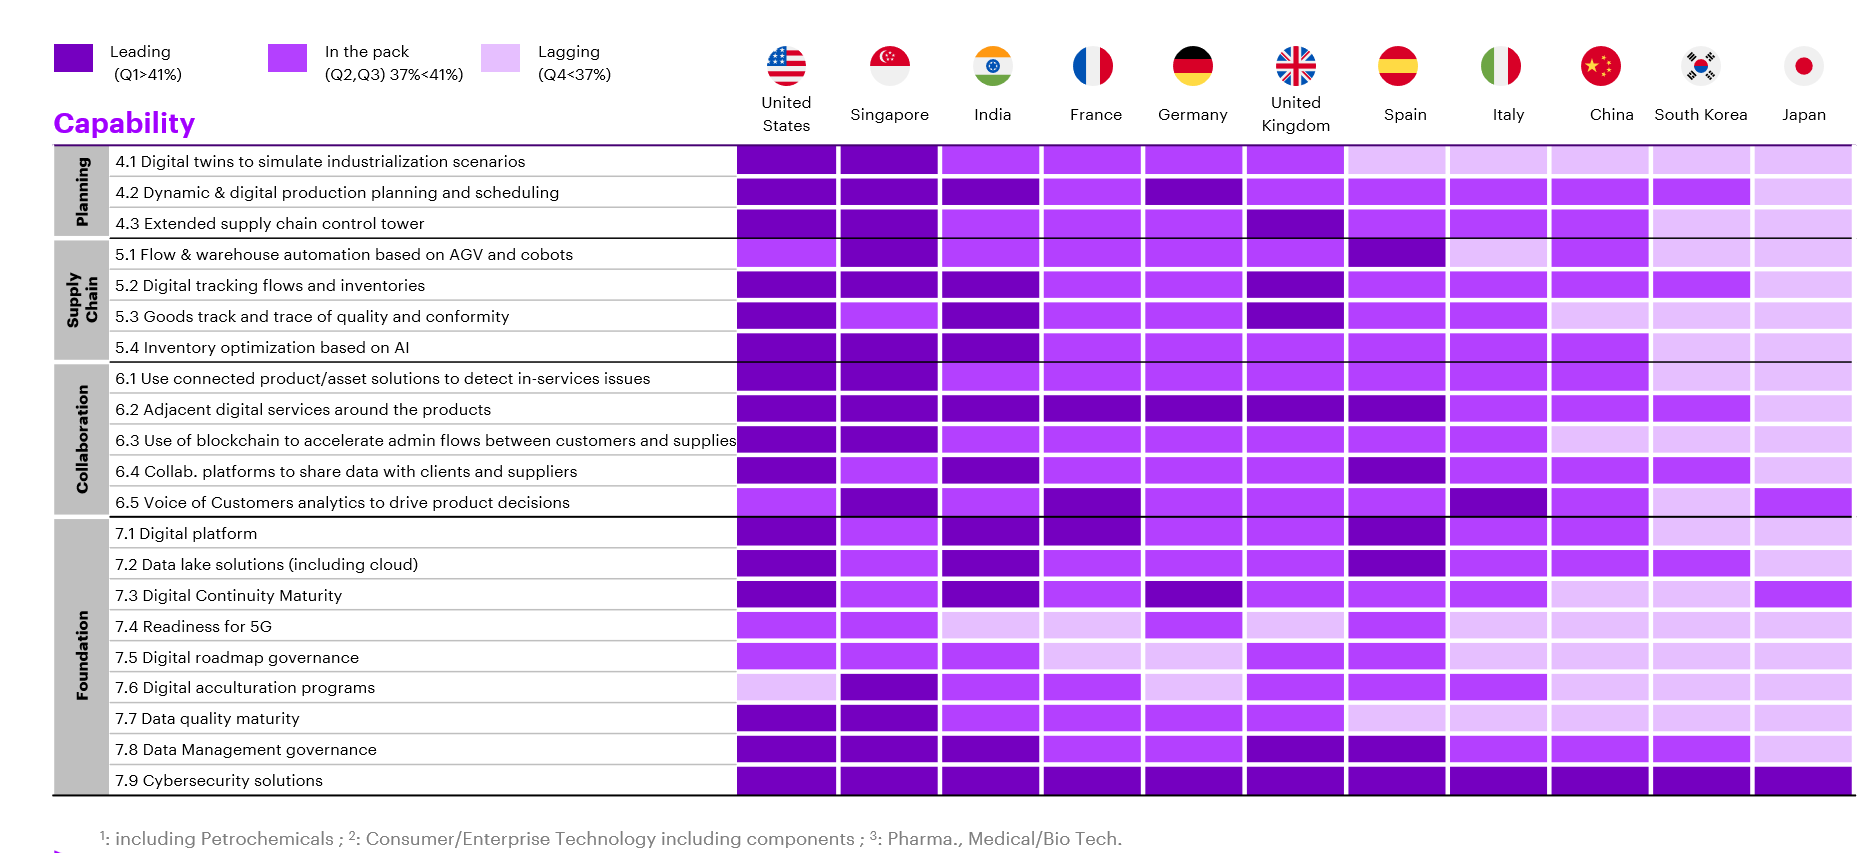 Leading
(Q1>41%)
In the pack
(Q2,Q3) 37%<41%)
Lagging
(Q4<37%)
United
States
Singapore
India
France
Germany
United
Kingdom
Spain
Italy
China
South Korea
Japan
Capability
Planning
4.1 Digital twins to simulate industrialization scenarios
4.2 Dynamic & digital production planning and scheduling
4.3 Extended supply chain control tower
Supply
Chain
5.1 Flow & warehouse automation based on AGV and cobots
5.2 Digital tracking flows and inventories
5.3 Goods track and trace of quality and conformity
5.4 Inventory optimization based on AI
Collaboration
6.1 Use connected product/asset solutions to detect in-services issues
6.2 Adjacent digital services around the products
6.3 Use of blockchain to accelerate admin flows between customers and supplies
6.4 Collab. platforms to share data with clients and suppliers
6.5 Voice of Customers analytics to drive product decisions
Foundation
7.1 Digital platform
7.2 Data lake solutions (including cloud)
7.3 Digital Continuity Maturity
7.4 Readiness for 5G
7.5 Digital roadmap governance
7.6 Digital acculturation programs
7.7 Data quality maturity
7.8 Data Management governance
7.9 Cybersecurity solutions
¹: including Petrochemicals ; ²: Consumer/Enterprise Technology including components ; ³: Pharma., Medical/Bio Tech.